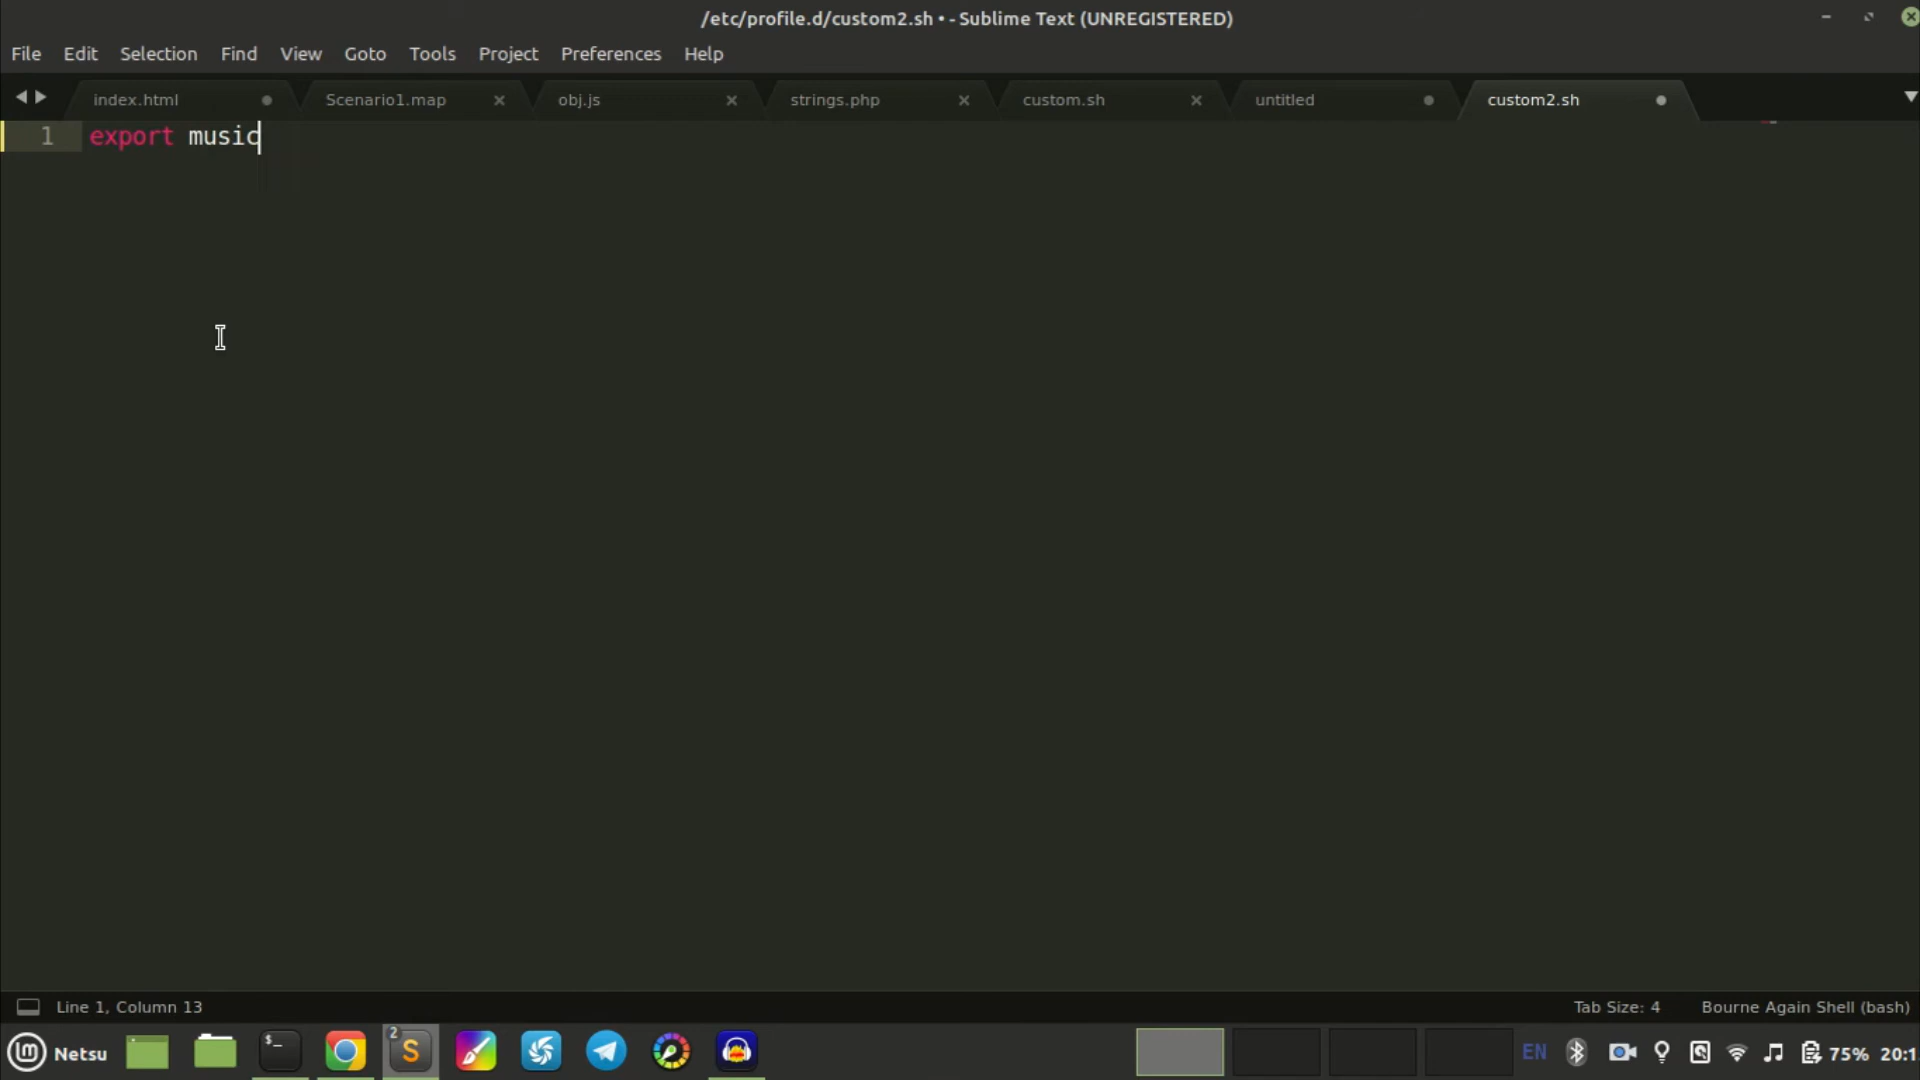 /etc/profile.d/custom2.sh • - Sublime Text (UNREGISTERED)
File Edit Selection Find View Goto Tools Project Preferences Help
index.html Scenario1.map obj.js strings.php custom.sh untitled custom2.sh
1 export music
Line 1, Column 13 Tab Size: 4 Bourne Again Shell (bash)
Netsu $_ 2 S EN 75% 20:1